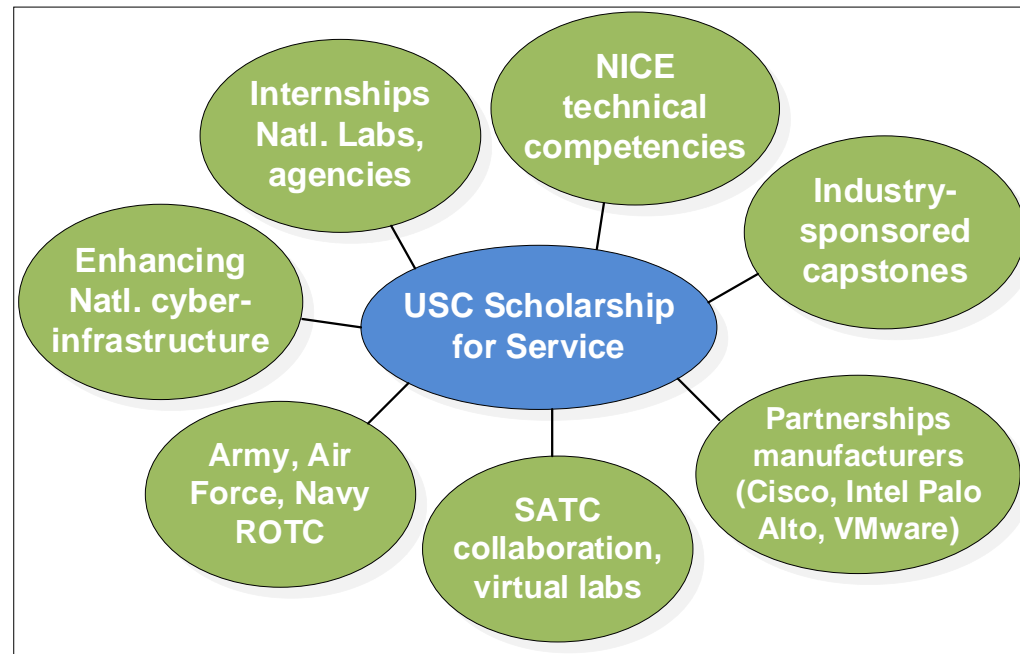 NICE
technical
competencies
Internships
Natl. Labs,
agencies
Industry-
sponsored
capstones
Enhancing
Natl. cyber-
infrastructure
USC Scholarship
for Service
Partnerships
manufacturers
(Cisco, Intel Palo
Alto, VMware)
Army, Air
Force, Navy
ROTC
SATC
collaboration,
virtual labs